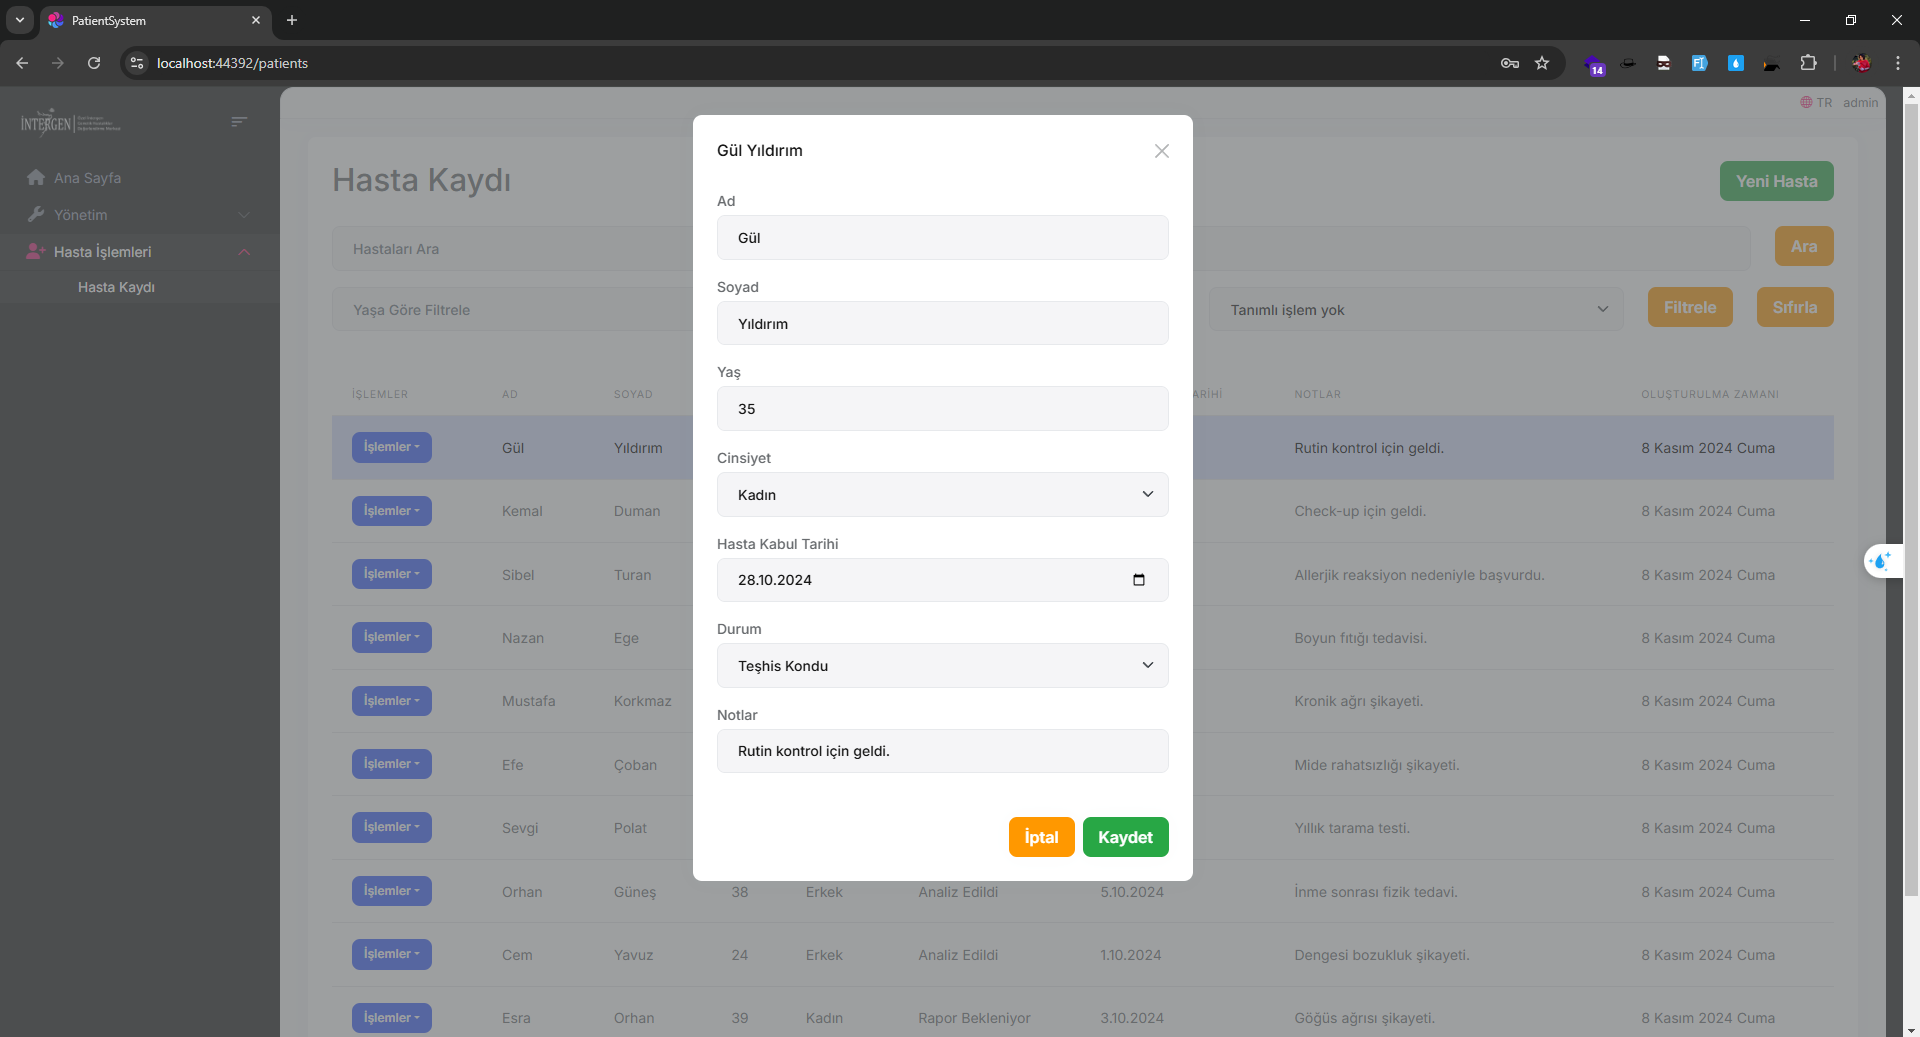 PatientSystem
localhost:44392/patients
14
INTERGEN
TR admin
Ana Sayfa
Yönetim
Hasta İşlemleri
Hasta Kaydı
Hasta Kaydı
Yeni Hasta
Hastaları Ara
Ara
Yaşa Göre Filtrele
Tanımlı işlem yok
Filtrele
Sıfırla
İŞLEMLER AD SOYAD ARİHİ NOTLAR OLUŞTURULMA ZAMANI
İşlemler Gül Yıldırım Rutin kontrol için geldi. 8 Kasım 2024 Cuma
İşlemler Kemal Duman Check-up için geldi. 8 Kasım 2024 Cuma
İşlemler Sibel Turan Allerjik reaksiyon nedeniyle başvurdu. 8 Kasım 2024 Cuma
İşlemler Nazan Ege Boyun fıtığı tedavisi. 8 Kasım 2024 Cuma
İşlemler Mustafa Korkmaz Kronik ağrı şikayeti. 8 Kasım 2024 Cuma
İşlemler Efe Çoban Mide rahatsızlığı şikayeti. 8 Kasım 2024 Cuma
İşlemler Sevgi Polat Yıllık tarama testi. 8 Kasım 2024 Cuma
İşlemler Orhan Güneş 38 Erkek Analiz Edildi 5.10.2024 İnme sonrası fizik tedavi. 8 Kasım 2024 Cuma
İşlemler Cem Yavuz 24 Erkek Analiz Edildi 1.10.2024 Dengesi bozukluk şikayeti. 8 Kasım 2024 Cuma
İşlemler Esra Orhan 39 Kadın Rapor Bekleniyor 3.10.2024 Göğüs ağrısı şikayeti. 8 Kasım 2024 Cuma
Gül Yıldırım
Ad
Gül
Soyad
Yıldırım
Yaş
35
Cinsiyet
Kadın
Hasta Kabul Tarihi
28.10.2024
Durum
Teşhis Kondu
Notlar
Rutin kontrol için geldi.
İptal
Kaydet